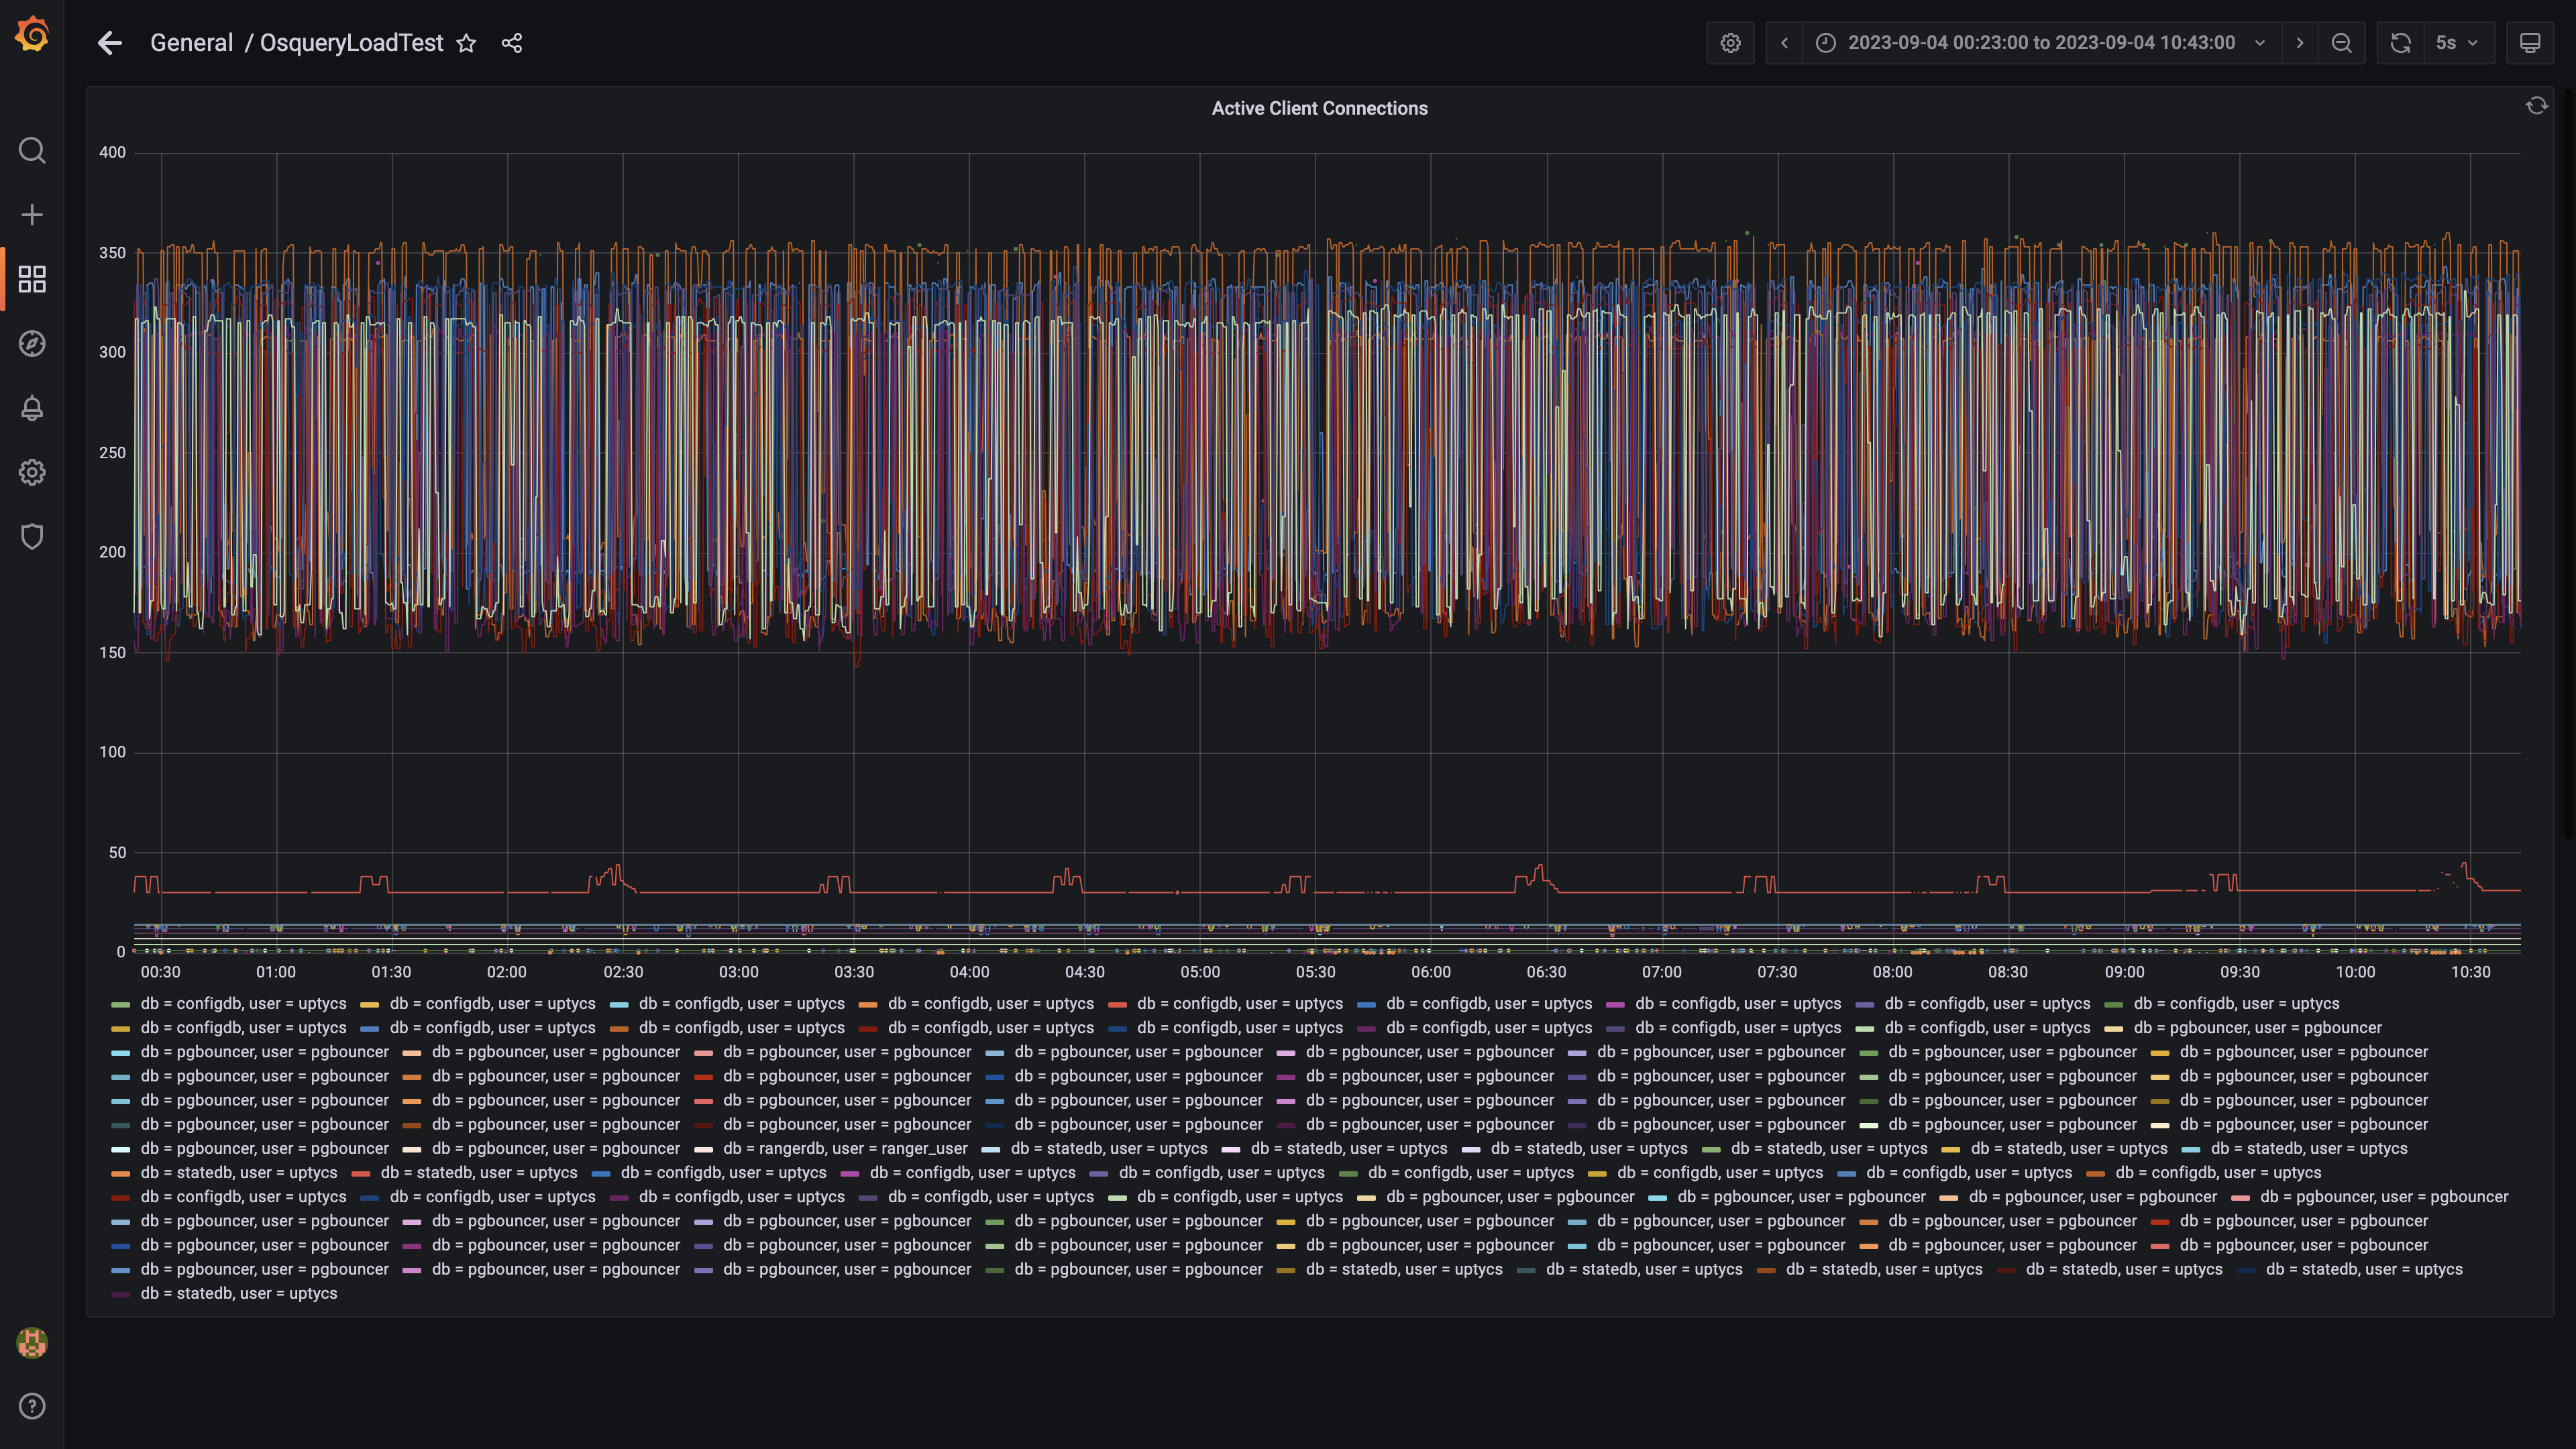 General / OsqueryLoadTest
2023-09-04 00:23:00 to 2023-09-04 10:43:00
5s
Active Client Connections
400
350
300
250
200
150
100
50
0
00:30 01:00 01:30 02:00 02:30 03:00 03:30 04:00 04:30 05:00 05:30 06:00 06:30 07:00 07:30 08:00 08:30 09:00 09:30 10:00 10:30
db = configdb, user = uptycs db = configdb, user = uptycs db = configdb, user = uptycs db = configdb, user = uptycs db = configdb, user = uptycs db = configdb, user = uptycs db = configdb, user = uptycs db = configdb, user = uptycs db = configdb, user = uptycs
db = configdb, user = uptycs db = configdb, user = uptycs db = configdb, user = uptycs db = configdb, user = uptycs db = configdb, user = uptycs db = configdb, user = uptycs db = configdb, user = uptycs db = configdb, user = uptycs db = pgbouncer, user = pgbouncer
db = pgbouncer, user = pgbouncer db = pgbouncer, user = pgbouncer db = pgbouncer, user = pgbouncer db = pgbouncer, user = pgbouncer db = pgbouncer, user = pgbouncer db = pgbouncer, user = pgbouncer db = pgbouncer, user = pgbouncer db = pgbouncer, user = pgbouncer
db = pgbouncer, user = pgbouncer db = pgbouncer, user = pgbouncer db = pgbouncer, user = pgbouncer db = pgbouncer, user = pgbouncer db = pgbouncer, user = pgbouncer db = pgbouncer, user = pgbouncer db = pgbouncer, user = pgbouncer db = pgbouncer, user = pgbouncer
db = pgbouncer, user = pgbouncer db = pgbouncer, user = pgbouncer db = pgbouncer, user = pgbouncer db = pgbouncer, user = pgbouncer db = pgbouncer, user = pgbouncer db = pgbouncer, user = pgbouncer db = pgbouncer, user = pgbouncer db = pgbouncer, user = pgbouncer
db = pgbouncer, user = pgbouncer db = pgbouncer, user = pgbouncer db = pgbouncer, user = pgbouncer db = pgbouncer, user = pgbouncer db = pgbouncer, user = pgbouncer db = pgbouncer, user = pgbouncer db = pgbouncer, user = pgbouncer db = pgbouncer, user = pgbouncer
db = pgbouncer, user = pgbouncer db = pgbouncer, user = pgbouncer db = rangerdb, user = ranger_user db = statedb, user = uptycs db = statedb, user = uptycs db = statedb, user = uptycs db = statedb, user = uptycs db = statedb, user = uptycs db = statedb, user = uptycs
db = statedb, user = uptycs db = statedb, user = uptycs db = configdb, user = uptycs db = configdb, user = uptycs db = configdb, user = uptycs db = configdb, user = uptycs db = configdb, user = uptycs db = configdb, user = uptycs db = configdb, user = uptycs
db = configdb, user = uptycs db = configdb, user = uptycs db = configdb, user = uptycs db = configdb, user = uptycs db = configdb, user = uptycs db = pgbouncer, user = pgbouncer db = pgbouncer, user = pgbouncer db = pgbouncer, user = pgbouncer db = pgbouncer, user = pgbouncer
db = pgbouncer, user = pgbouncer db = pgbouncer, user = pgbouncer db = pgbouncer, user = pgbouncer db = pgbouncer, user = pgbouncer db = pgbouncer, user = pgbouncer db = pgbouncer, user = pgbouncer db = pgbouncer, user = pgbouncer db = pgbouncer, user = pgbouncer
db = pgbouncer, user = pgbouncer db = pgbouncer, user = pgbouncer db = pgbouncer, user = pgbouncer db = pgbouncer, user = pgbouncer db = pgbouncer, user = pgbouncer db = pgbouncer, user = pgbouncer db = pgbouncer, user = pgbouncer db = pgbouncer, user = pgbouncer
db = pgbouncer, user = pgbouncer db = pgbouncer, user = pgbouncer db = pgbouncer, user = pgbouncer db = pgbouncer, user = pgbouncer db = statedb, user = uptycs db = statedb, user = uptycs db = statedb, user = uptycs db = statedb, user = uptycs db = statedb, user = uptycs
db = statedb, user = uptycs